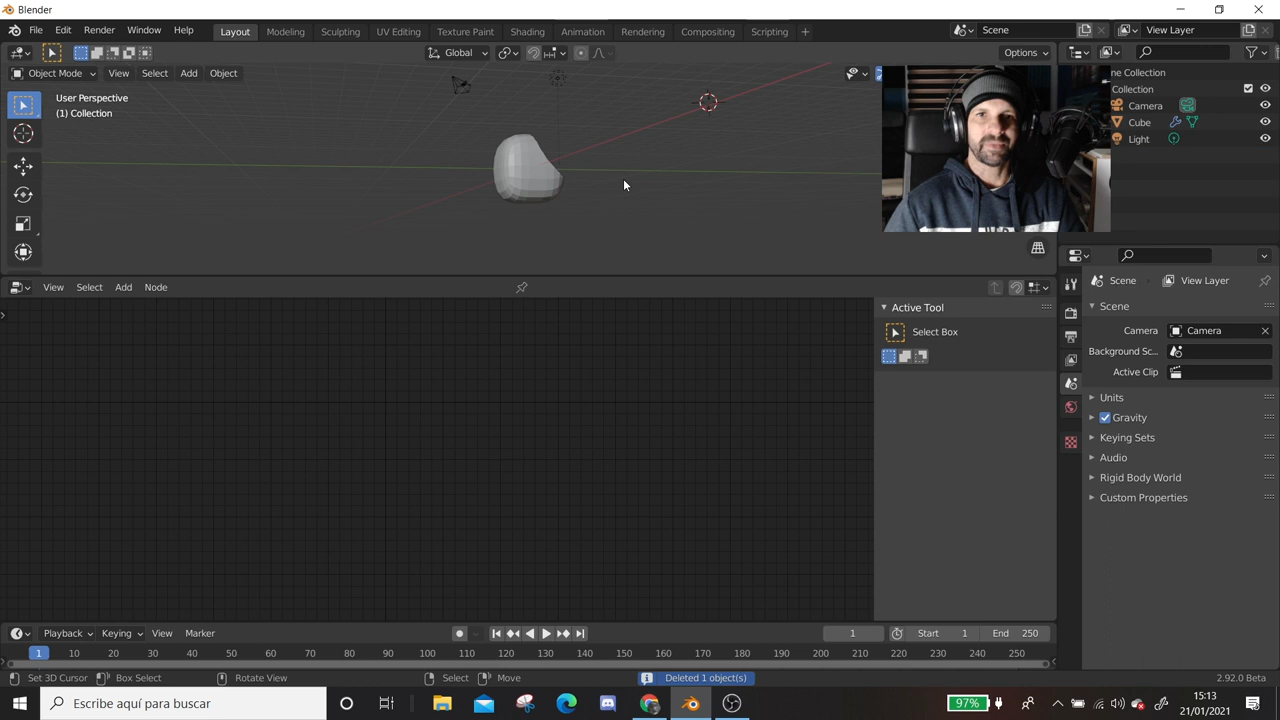 Blender
File Edit Render Window Help Layout Modeling Sculpting UV Editing Texture Paint Shading Animation Rendering Compositing Scripting + Scene View Layer
Global Options
Object Mode View Select Add Object
User Perspective
(1) Collection
ne Collection
Collection
Camera
Cube
Light
View Select Add Node
Active Tool
Select Box
Scene View Layer
Scene
Camera Camera
Background Sc...
Active Clip
Units
Gravity
Keying Sets
Audio
Rigid Body World
Custom Properties
Playback Keying View Marker 1 Start 1 End 250
1 10 20 30 40 50 60 70 80 90 100 110 120 130 140 150 160 170 180 190 200 210 220 230 240 250
Set 3D Cursor Box Select Rotate View Select Move Deleted 1 object(s) 2.92.0 Beta
Escribe aquí para buscar 97% 15:13
21/01/2021